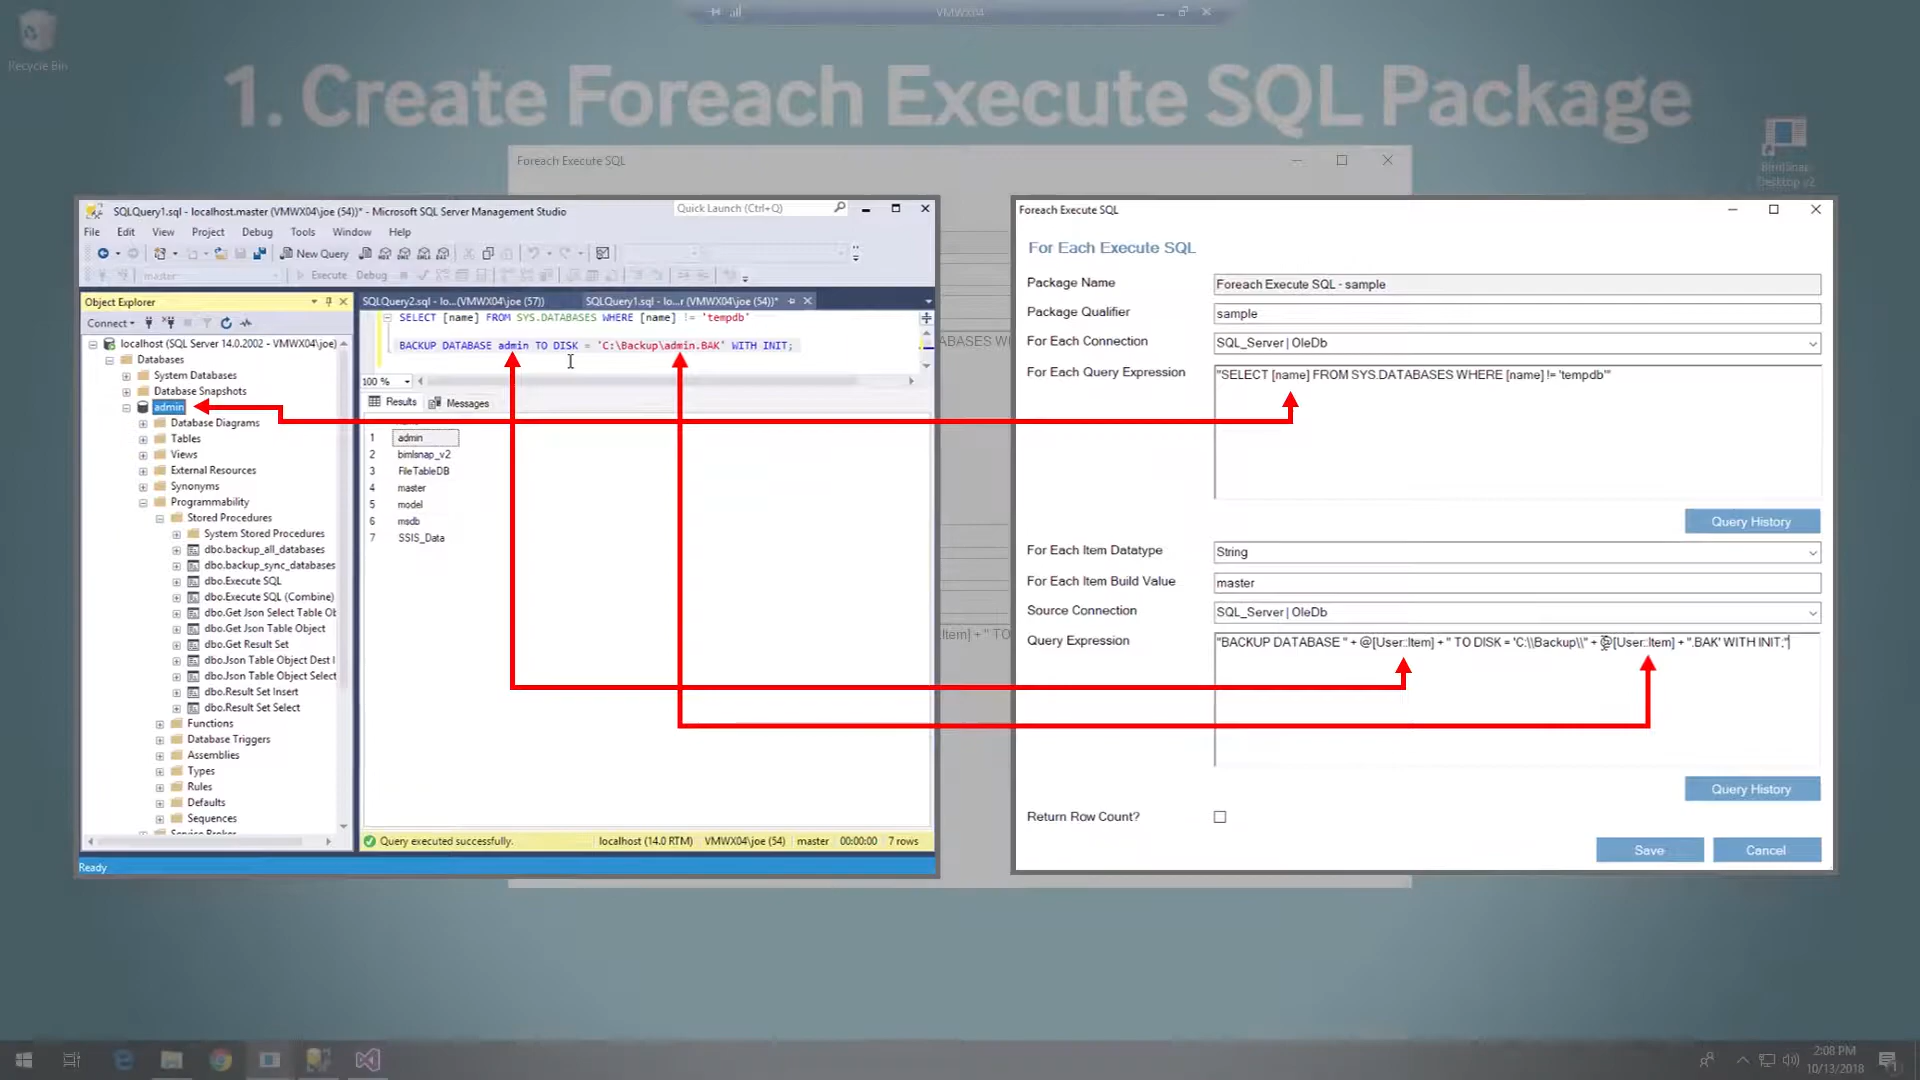 VMWX04
Recycle Bin
1. Create Foreach Execute SQL Package
BimlSnap
Desktop v2
Foreach Execute SQL
SQLQuery1.sql - localhost.master (VMWX04\joe (54))* - Microsoft SQL Server Management Studio
Quick Launch (Ctrl+Q)
File Edit View Project Debug Tools Window Help
New Query
master
Execute Debug
Object Explorer
Connect
localhost (SQL Server 14.0.2002 - VMWX04\joe)
Databases
System Databases
Database Snapshots
admin
Database Diagrams
Tables
Views
External Resources
Synonyms
Programmability
Stored Procedures
System Stored Procedures
dbo.backup_all_databases
dbo.backup_sync_databases
dbo.Execute SQL
dbo.Execute SQL (Combine)
dbo.Get Json Select Table Ob
dbo.Get Json Table Object
dbo.Get Result Set
dbo.Json Table Object Dest I
dbo.Json Table Object Select
dbo.Result Set Insert
dbo.Result Set Select
Functions
Database Triggers
Assemblies
Types
Rules
Defaults
Sequences
Service Broker
SQLQuery2.sql - lo...(VMWX04\joe (57))
SQLQuery1.sql - lo...r (VMWX04\joe (54))*
SELECT [name] FROM SYS.DATABASES WHERE [name] != 'tempdb'
BACKUP DATABASE admin TO DISK = 'C:\Backup\admin.BAK' WITH INIT;
100 %
Results Messages
1 admin
2 bimlsnap_v2
3 FileTableDB
4 master
5 model
6 msdb
7 SSIS_Data
Query executed successfully.
localhost (14.0 RTM) VMWX04\joe (54) master 00:00:00 7 rows
Ready
ABASES W
Item] + " TO
Foreach Execute SQL
For Each Execute SQL
Package Name
Foreach Execute SQL - sample
Package Qualifier
sample
For Each Connection
SQL_Server | OleDb
For Each Query Expression
"SELECT [name] FROM SYS.DATABASES WHERE [name] != 'tempdb'"
Query History
For Each Item Datatype
String
For Each Item Build Value
master
Source Connection
SQL_Server | OleDb
Query Expression
"BACKUP DATABASE " + @[User::Item] + " TO DISK = 'C:\\Backup\\" + @[User::Item] + ".BAK' WITH INIT;"
Query History
Return Row Count?
Save
Cancel
2:08 PM
10/13/2018